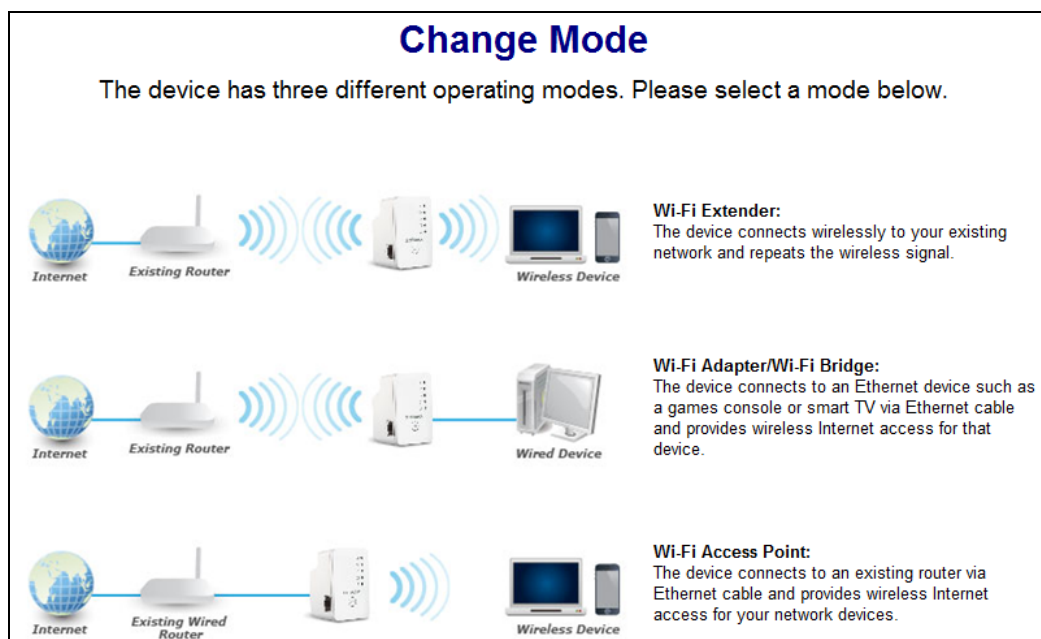 Change Mode
The device has three different operating modes. Please select a mode below.
Internet
Existing Router
Wireless Device
Wi-Fi Extender:
The device connects wirelessly to your existing
network and repeats the wireless signal.
Internet
Existing Router
Wired Device
Wi-Fi Adapter/Wi-Fi Bridge:
The device connects to an Ethernet device such as
a games console or smart TV via Ethernet cable
and provides wireless Internet access for that
device.
Internet
Existing Wired
Router
Wireless Device
Wi-Fi Access Point:
The device connects to an existing router via
Ethernet cable and provides wireless Internet
access for your network devices.